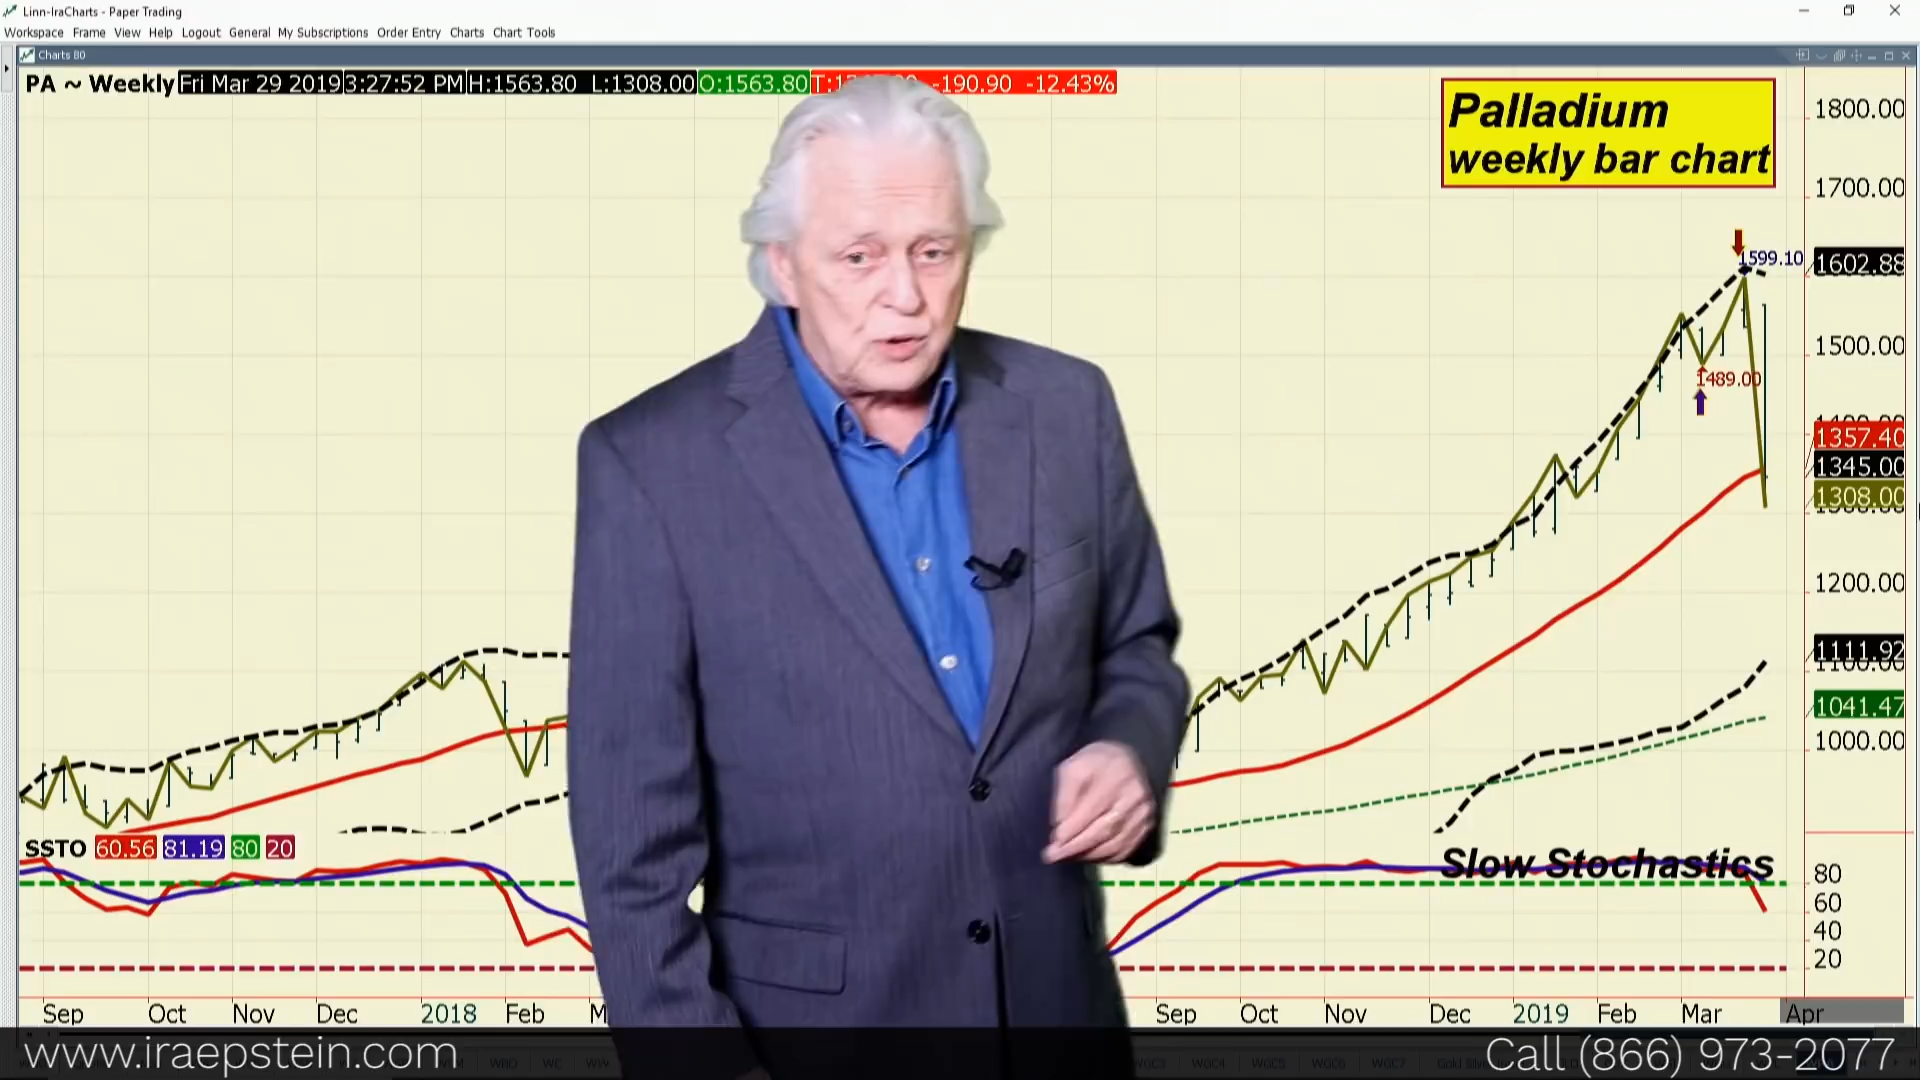 Linn-IraCharts - Paper Trading
Workspace Frame View Help Logout General My Subscriptions Order Entry Charts Chart Tools
Charts 80
PA ~ Weekly Fri Mar 29 2019 3:27:52 PM H:1563.80 L:1308.00 O:1563.80 -190.90 -12.43%
Palladium
weekly bar chart
1800.00
1700.00
1599.10
1602.88
1500.00
1489.00
1357.40
1345.00
1308.00
1200.00
1111.92
1041.47
1000.00
SSTO 60.56 81.19 80 20
Slow Stochastics
80
60
40
20
Sep Oct Nov Dec 2018 Feb Sep Oct Nov Dec 2019 Feb Mar Apr
www.iraepstein.com
Call (866) 973-2077